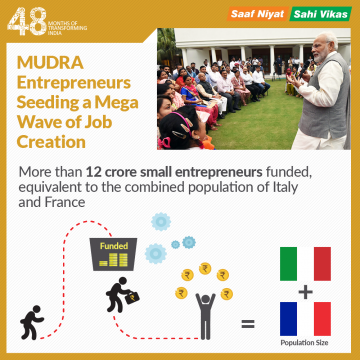 48 MONTHS OF
TRANSFORMING
INDIA
Saaf Niyat Sahi Vikas
MUDRA
Entrepreneurs
Seeding a Mega
Wave of Job
Creation
More than 12 crore small entrepreneurs funded,
equivalent to the combined population of Italy
and France
Funded
₹
₹ ₹
₹ ₹
₹
=
+
Population Size